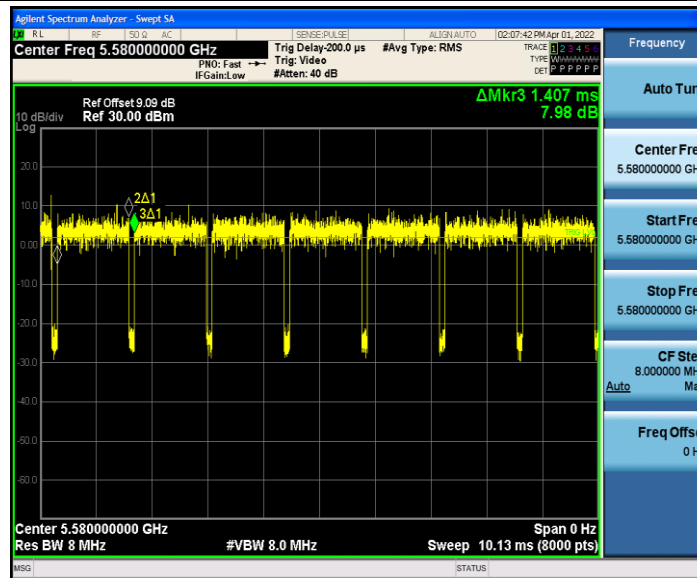 Agilent Spectrum Analyzer - Swept SA
LXI RL RF 50 Ω AC SENSE:PULSE ALIGN AUTO 02:07:42 PM Apr 01, 2022
Center Freq 5.580000000 GHz
PNO: Fast
IFGain:Low
Trig Delay-200.0 µs
Trig: Video
#Atten: 40 dB
#Avg Type: RMS
TRACE 1 2 3 4 5 6
TYPE W
DET P P P P P P
ΔMkr3 1.407 ms
7.98 dB
Ref Offset 9.09 dB
Ref 30.00 dBm
10 dB/div
Log
20.0
10.0
0.00
-10.0
-20.0
-30.0
-40.0
-50.0
-60.0
2Δ1
3Δ1
Center 5.580000000 GHz
Span 0 Hz
Res BW 8 MHz
#VBW 8.0 MHz
Sweep 10.13 ms (8000 pts)
MSG
STATUS
Frequency
Auto Tun
Center Fre
5.580000000 GH
Start Fre
5.580000000 GH
Stop Fre
5.580000000 GH
CF Ste
8.000000 MH
Auto Ma
Freq Offs
0 H